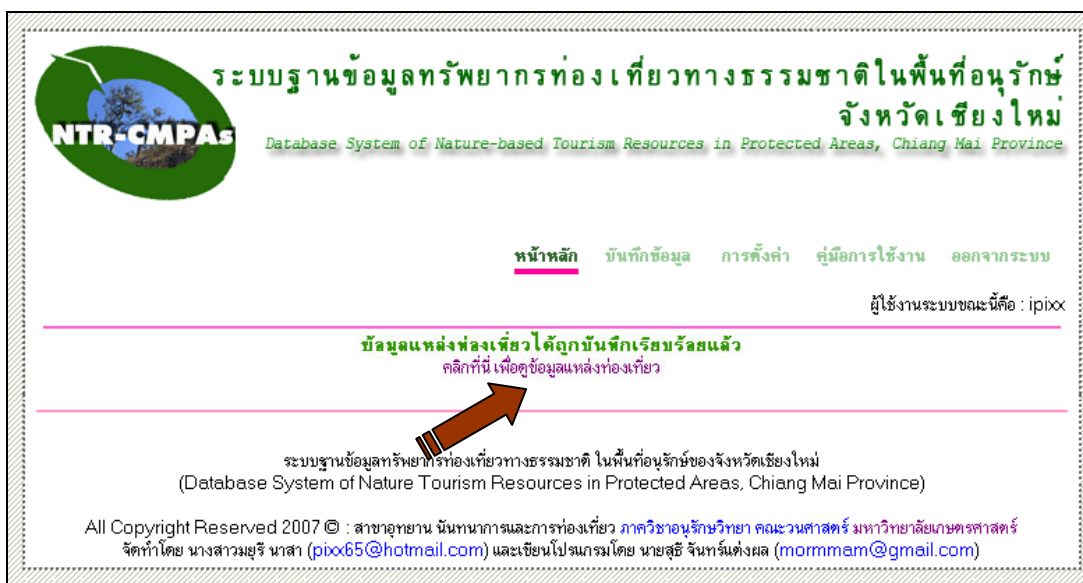 NTR-CMPAs
ระบบฐานข้อมูลทรัพยากรท่องเที่ยวทางธรรมชาติในพื้นที่อนุรักษ์
จังหวัดเชียงใหม่
Database System of Nature-based Tourism Resources in Protected Areas, Chiang Mai Province
หน้าหลัก บันทึกข้อมูล การตั้งค่า คู่มือการใช้งาน ออกจากระบบ
ผู้ใช้งานระบบขณะนี้คือ : ipixx
ข้อมูลแหล่งท่องเที่ยวได้ถูกบันทึกเรียบร้อยแล้ว
คลิกที่นี่ เพื่อดูข้อมูลแหล่งท่องเที่ยว
ระบบฐานข้อมูลทรัพยากรท่องเที่ยวทางธรรมชาติ ในพื้นที่อนุรักษ์ของจังหวัดเชียงใหม่
(Database System of Nature Tourism Resources in Protected Areas, Chiang Mai Province)
All Copyright Reserved 2007 © : สาขาอุทยาน นันทนาการและการท่องเที่ยว ภาควิชาอนุรักษวิทยา คณะวนศาสตร์ มหาวิทยาลัยเกษตรศาสตร์
จัดทำโดย นางสาวมยุรี นาสา (pixx65@hotmail.com) และเขียนโปรแกรมโดย นายสุธี จันทร์แต่งผล (mormmam@gmail.com)